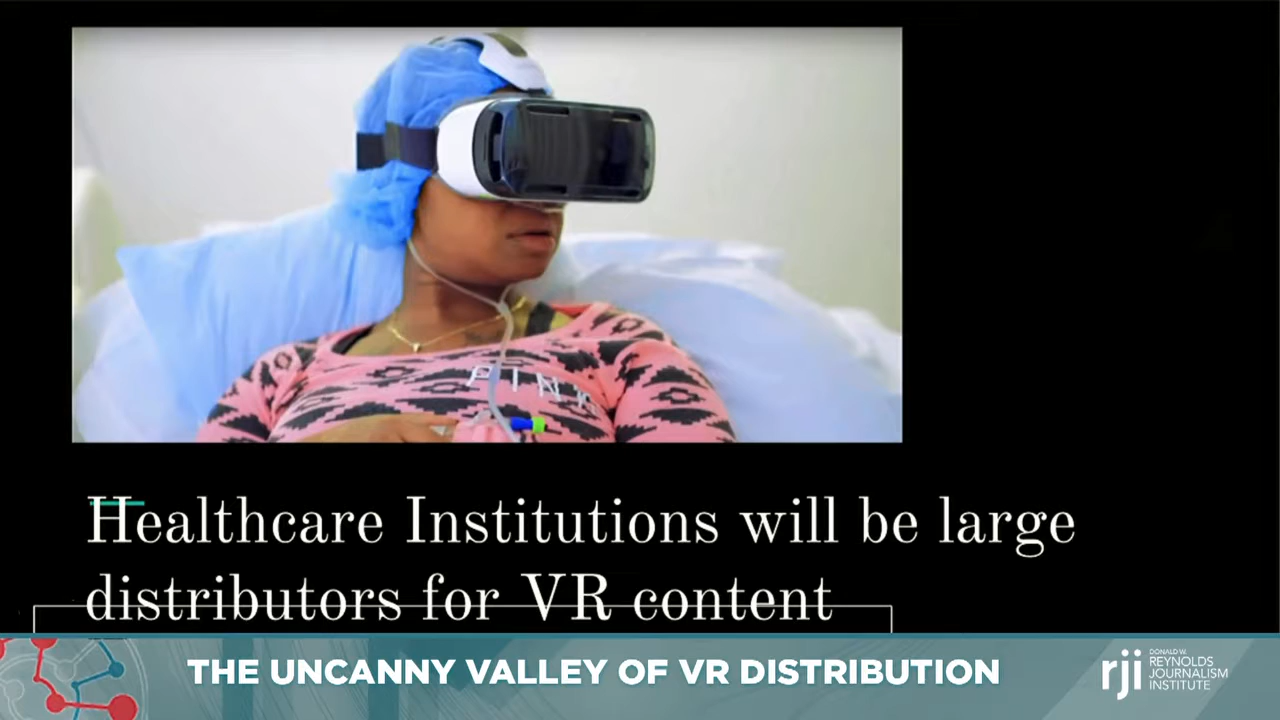 PINK
Healthcare Institutions will be large
distributors for VR content
THE UNCANNY VALLEY OF VR DISTRIBUTION
rji
DONALD W.
REYNOLDS
JOURNALISM
INSTITUTE